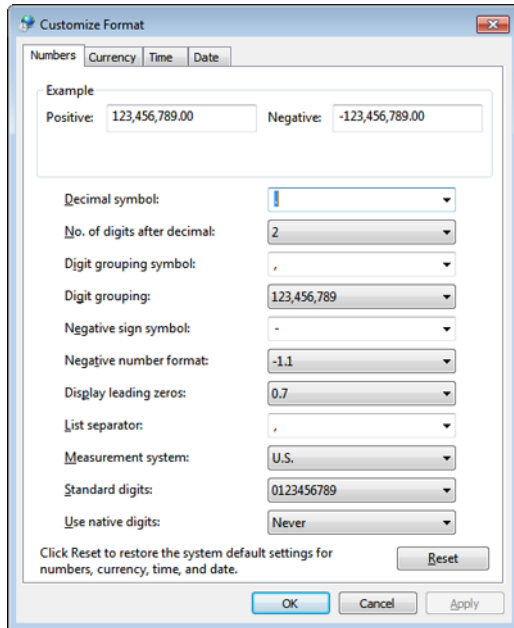 Customize Format
Numbers Currency Time Date
Example
Positive: 123,456,789.00 Negative: -123,456,789.00
Decimal symbol: .
No. of digits after decimal: 2
Digit grouping symbol: ,
Digit grouping: 123,456,789
Negative sign symbol: -
Negative number format: -1.1
Display leading zeros: 0.7
List separator: ,
Measurement system: U.S.
Standard digits: 0123456789
Use native digits: Never
Click Reset to restore the system default settings for
numbers, currency, time, and date.
Reset
OK Cancel Apply